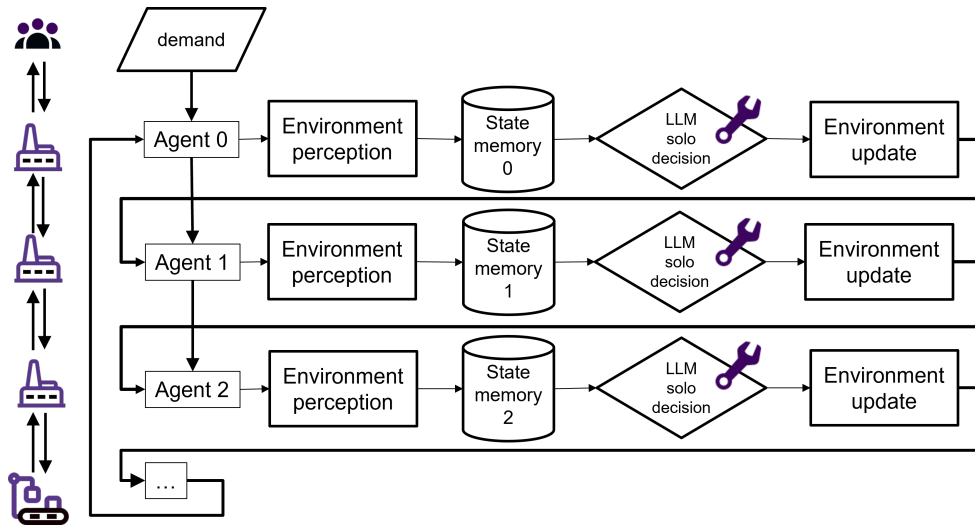 demand
Agent 0
Environment
perception
State
memory
0
LLM
solo
decision
Environment
update
Agent 1
Environment
perception
State
memory
1
LLM
solo
decision
Environment
update
Agent 2
Environment
perception
State
memory
2
LLM
solo
decision
Environment
update
...